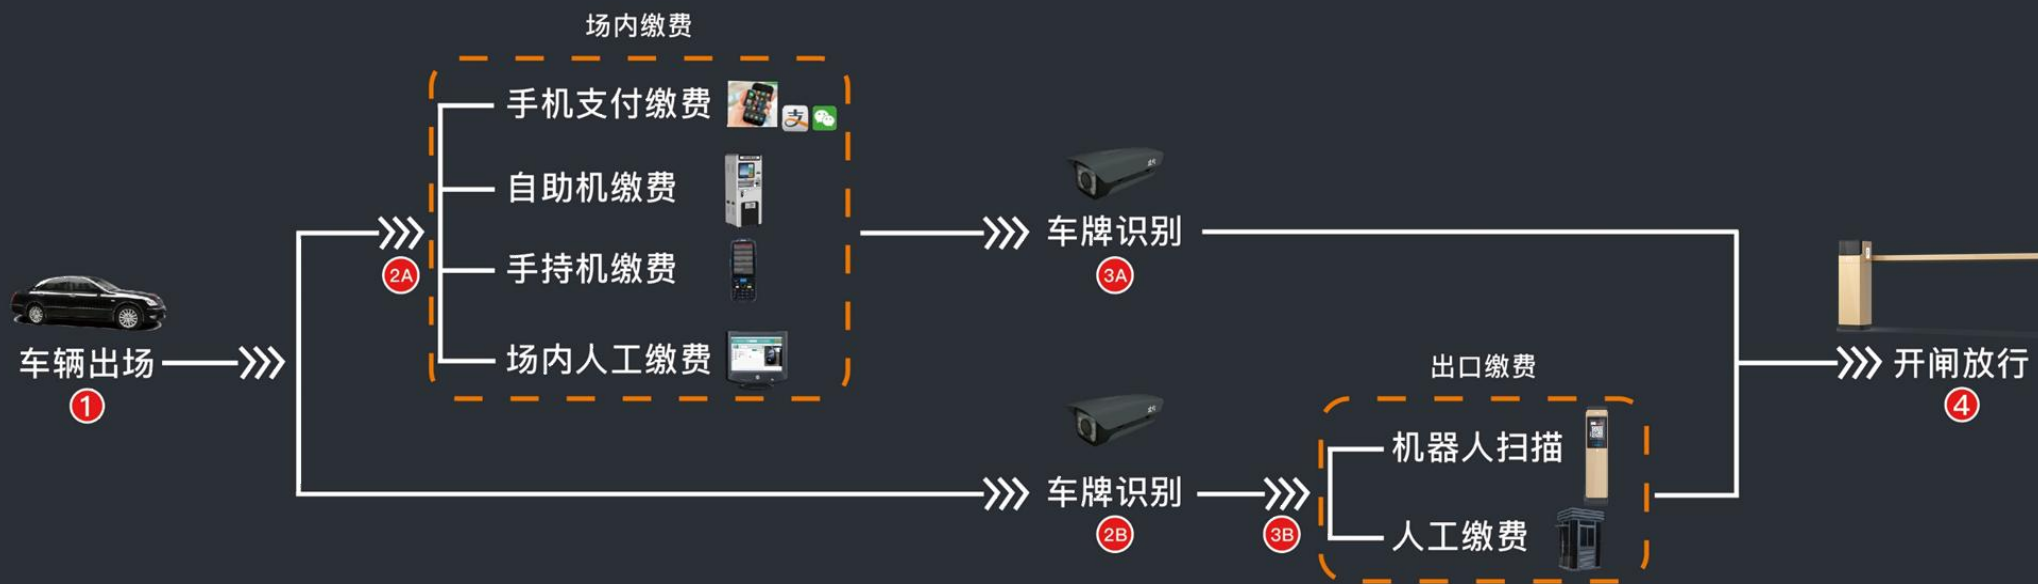 场内缴费
手机支付缴费
支
自助机缴费
手持机缴费
场内人工缴费
2A
车牌识别
3A
车辆出场
1
开闸放行
4
车牌识别
2B
3B
出口缴费
机器人扫描
人工缴费